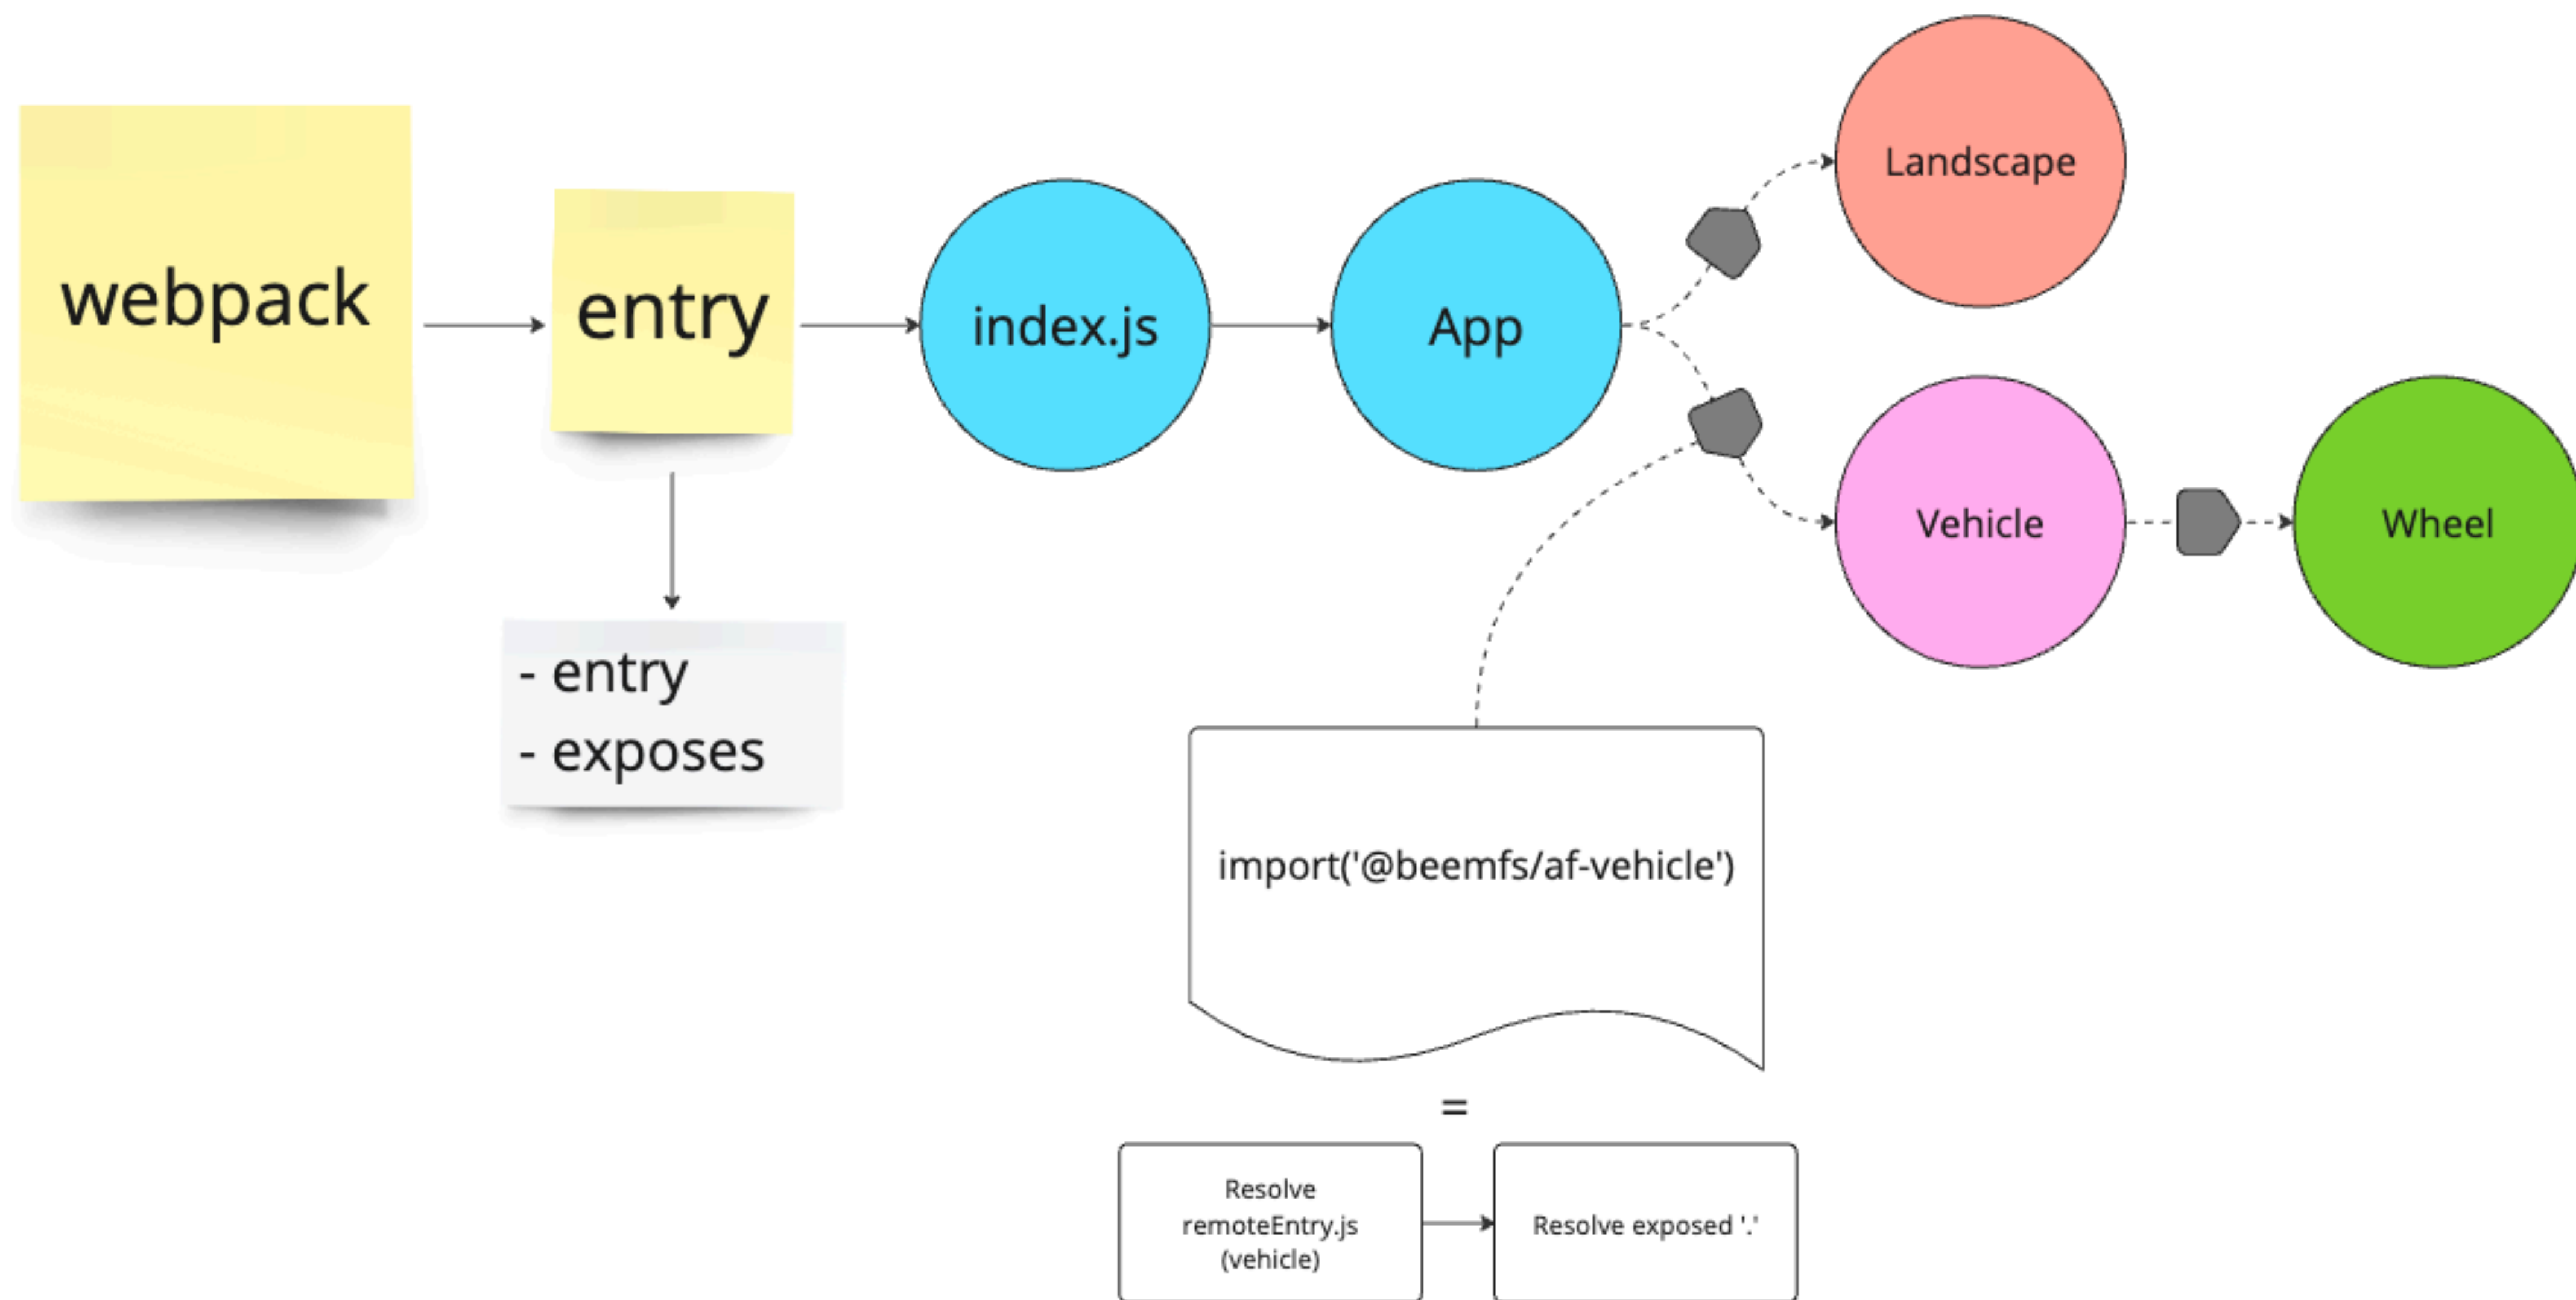 webpack
entry
index.js
App
Landscape
Vehicle
Wheel
- entry
- exposes
import('@beemfs/af-vehicle')
=
Resolve
remoteEntry.js
(vehicle)
Resolve exposed '.'